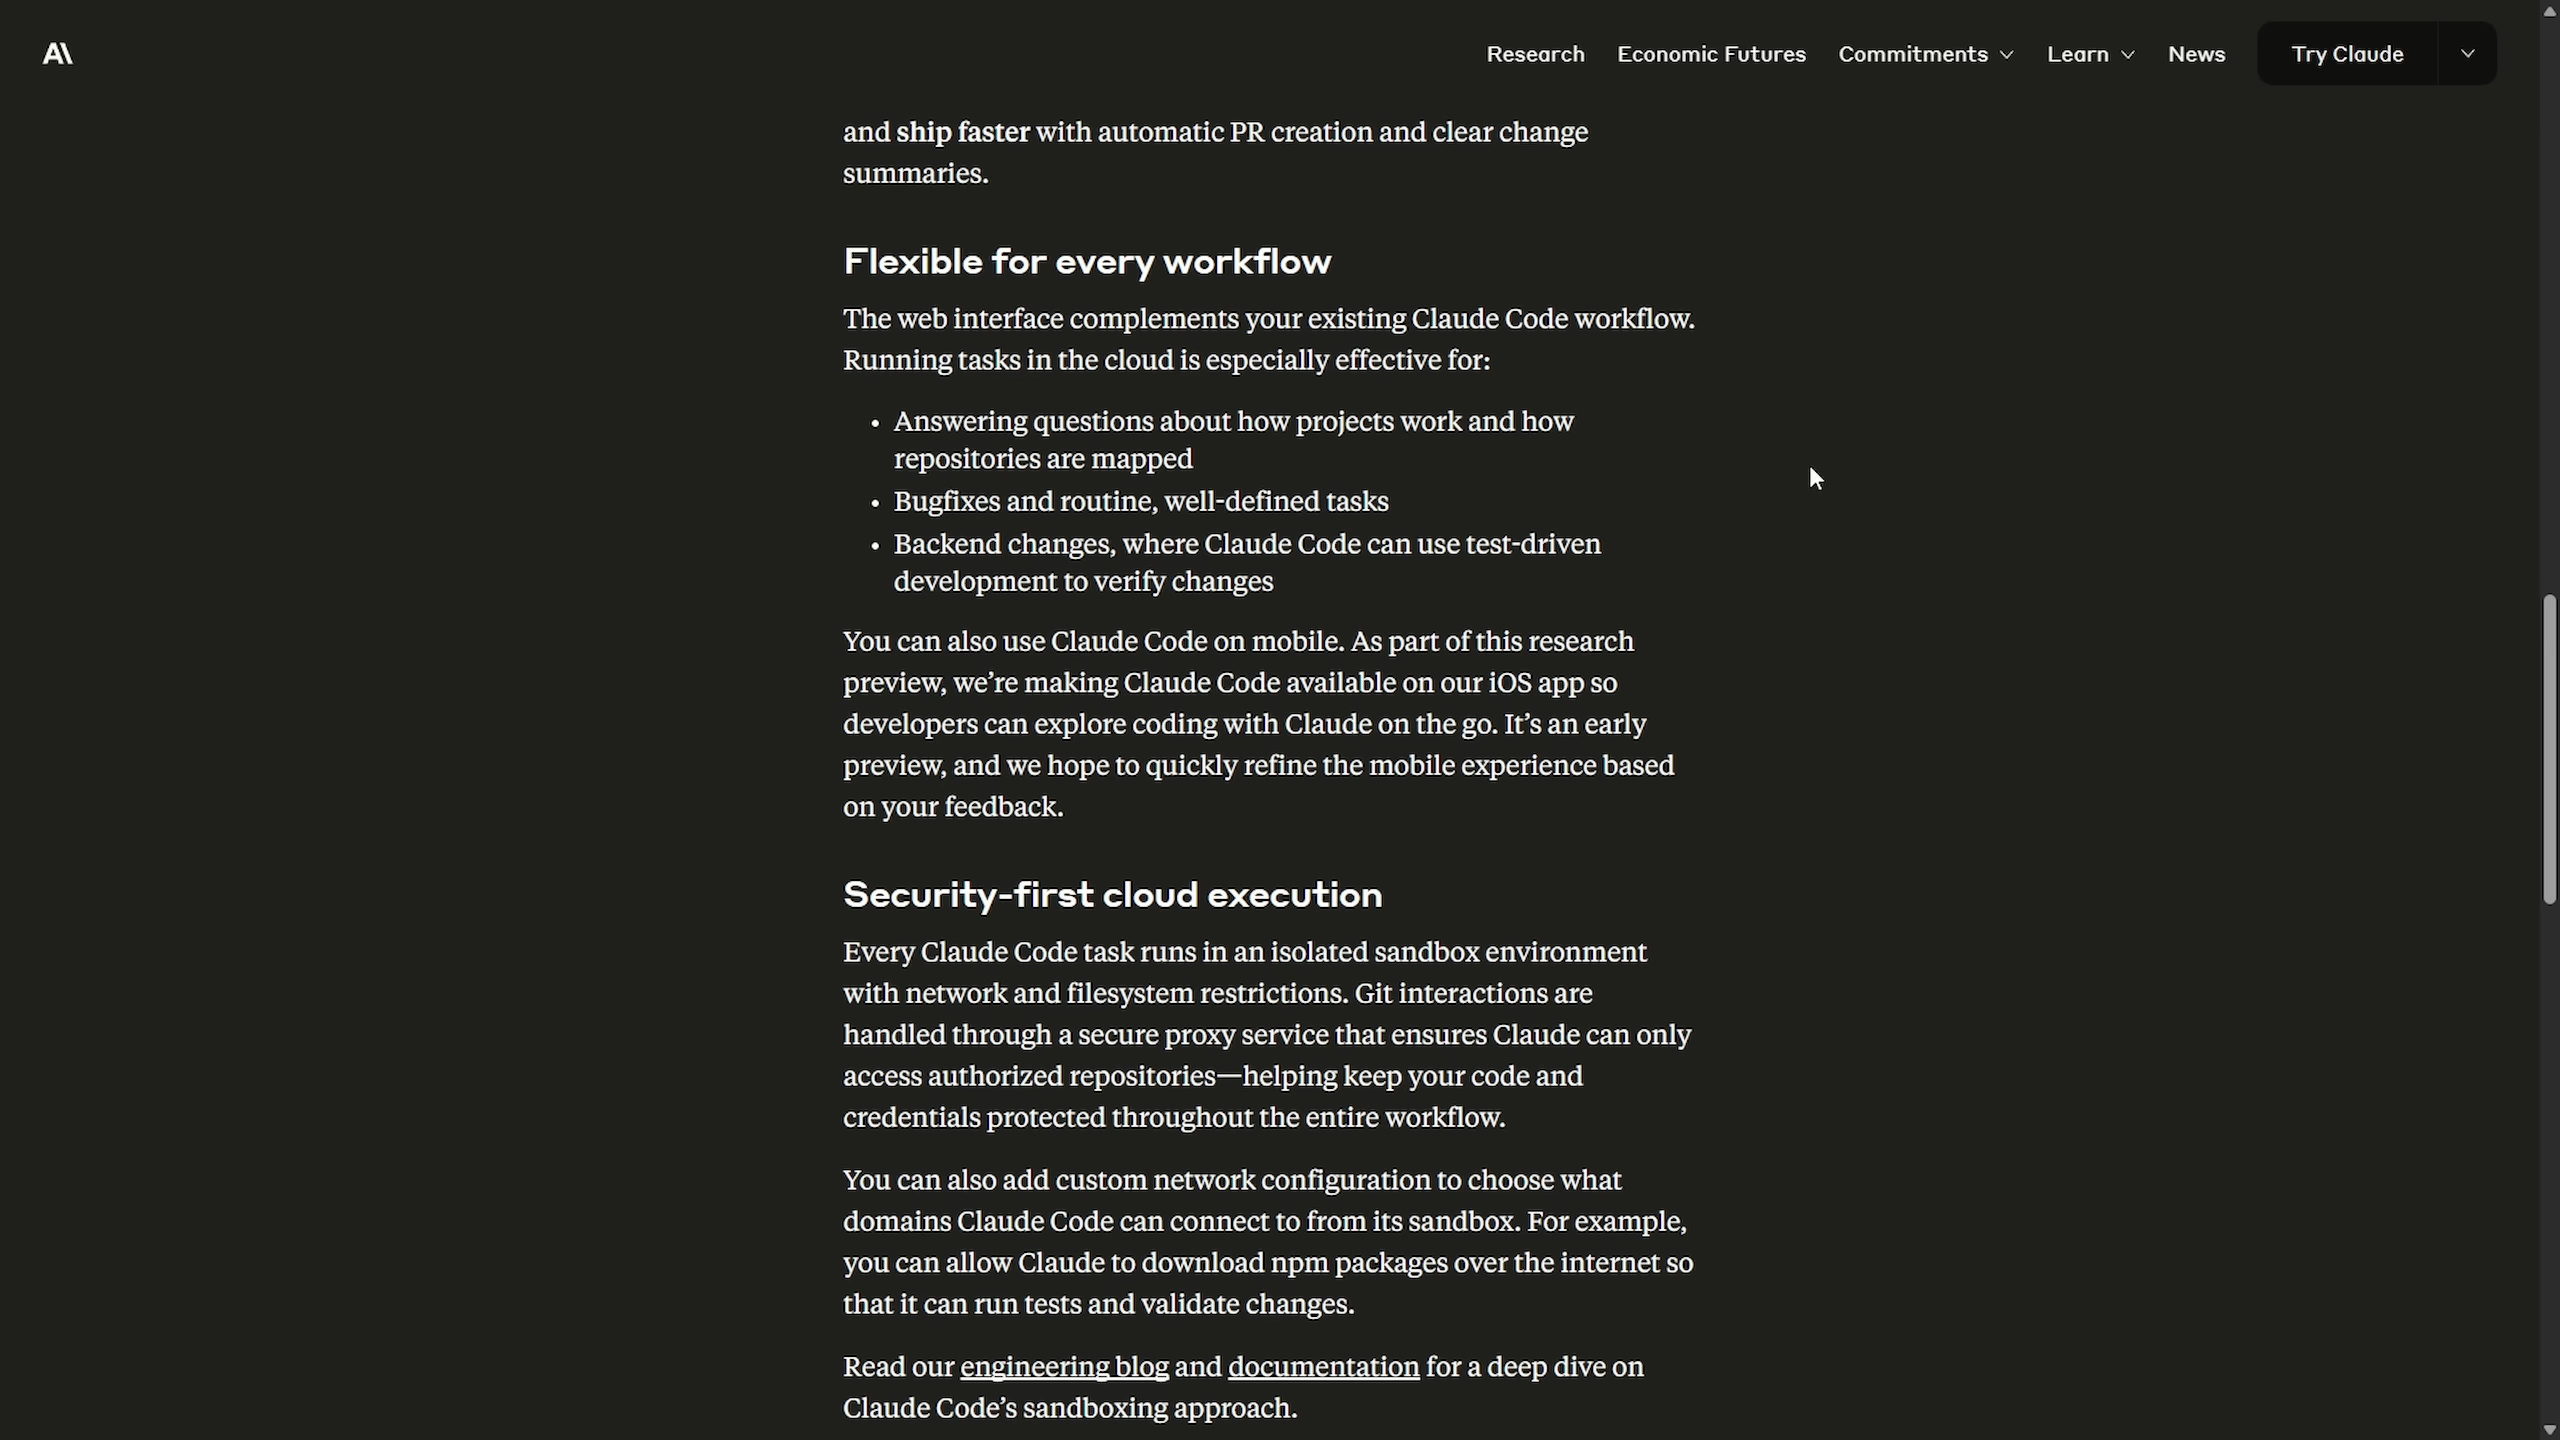 A\
Research Economic Futures Commitments Learn News Try Claude
and ship faster with automatic PR creation and clear change
summaries.
Flexible for every workflow
The web interface complements your existing Claude Code workflow.
Running tasks in the cloud is especially effective for:
• Answering questions about how projects work and how
repositories are mapped
• Bugfixes and routine, well-defined tasks
• Backend changes, where Claude Code can use test-driven
development to verify changes
You can also use Claude Code on mobile. As part of this research
preview, we’re making Claude Code available on our iOS app so
developers can explore coding with Claude on the go. It’s an early
preview, and we hope to quickly refine the mobile experience based
on your feedback.
Security-first cloud execution
Every Claude Code task runs in an isolated sandbox environment
with network and filesystem restrictions. Git interactions are
handled through a secure proxy service that ensures Claude can only
access authorized repositories—helping keep your code and
credentials protected throughout the entire workflow.
You can also add custom network configuration to choose what
domains Claude Code can connect to from its sandbox. For example,
you can allow Claude to download npm packages over the internet so
that it can run tests and validate changes.
Read our engineering blog and documentation for a deep dive on
Claude Code’s sandboxing approach.